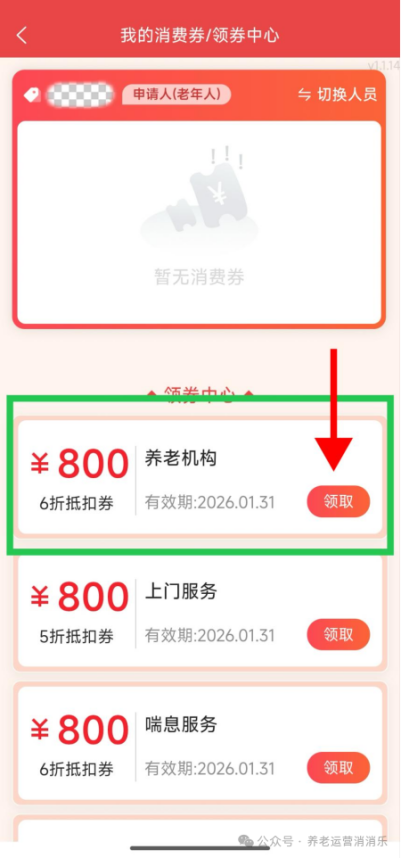 我的消费券/领券中心
v1.1.14
申请人(老年人)
切换人员
¥
暂无消费券
领券中心
¥800
养老机构
6折抵扣券
有效期:2026.01.31
领取
¥800
上门服务
5折抵扣券
有效期:2026.01.31
领取
¥800
喘息服务
6折抵扣券
有效期:2026.01.31
领取
公众号 · 养老运营消消乐